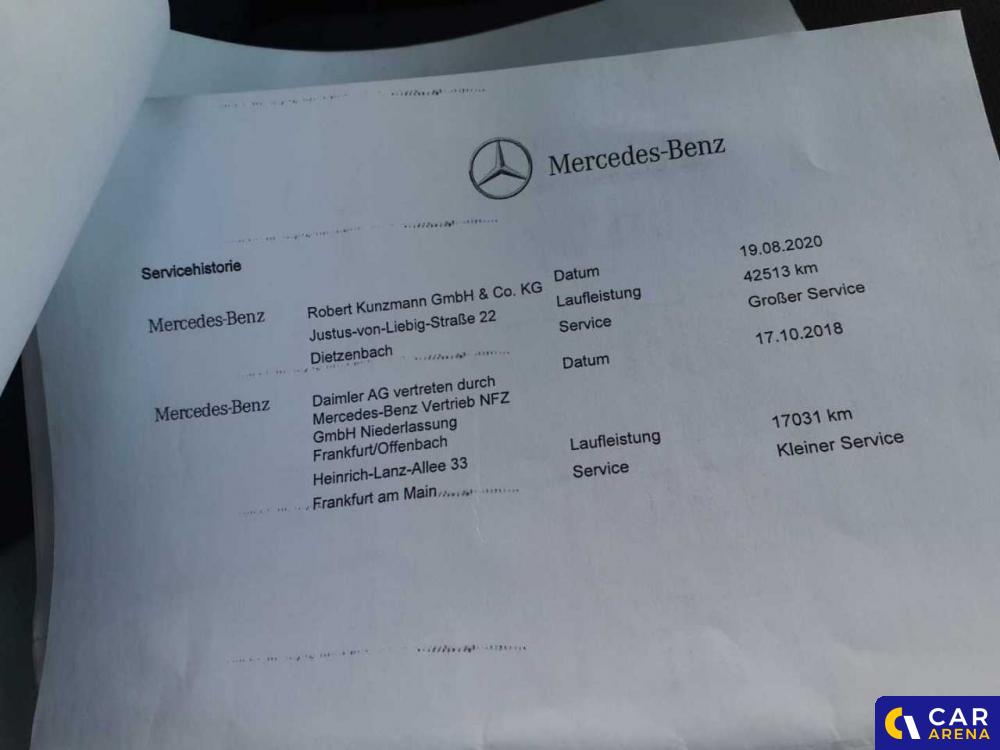 Mercedes-Benz
Servicehistorie
Mercedes-Benz
Robert Kunzmann GmbH & Co. KG
Justus-von-Liebig-Straße 22
Dietzenbach
Datum 19.08.2020
Laufleistung 42513 km
Service Großer Service
Mercedes-Benz
Daimler AG vertreten durch
Mercedes-Benz Vertrieb NFZ
GmbH Niederlassung
Frankfurt/Offenbach
Heinrich-Lanz-Allee 33
Frankfurt am Main
Datum 17.10.2018
Laufleistung 17031 km
Service Kleiner Service
CAR
ARENA